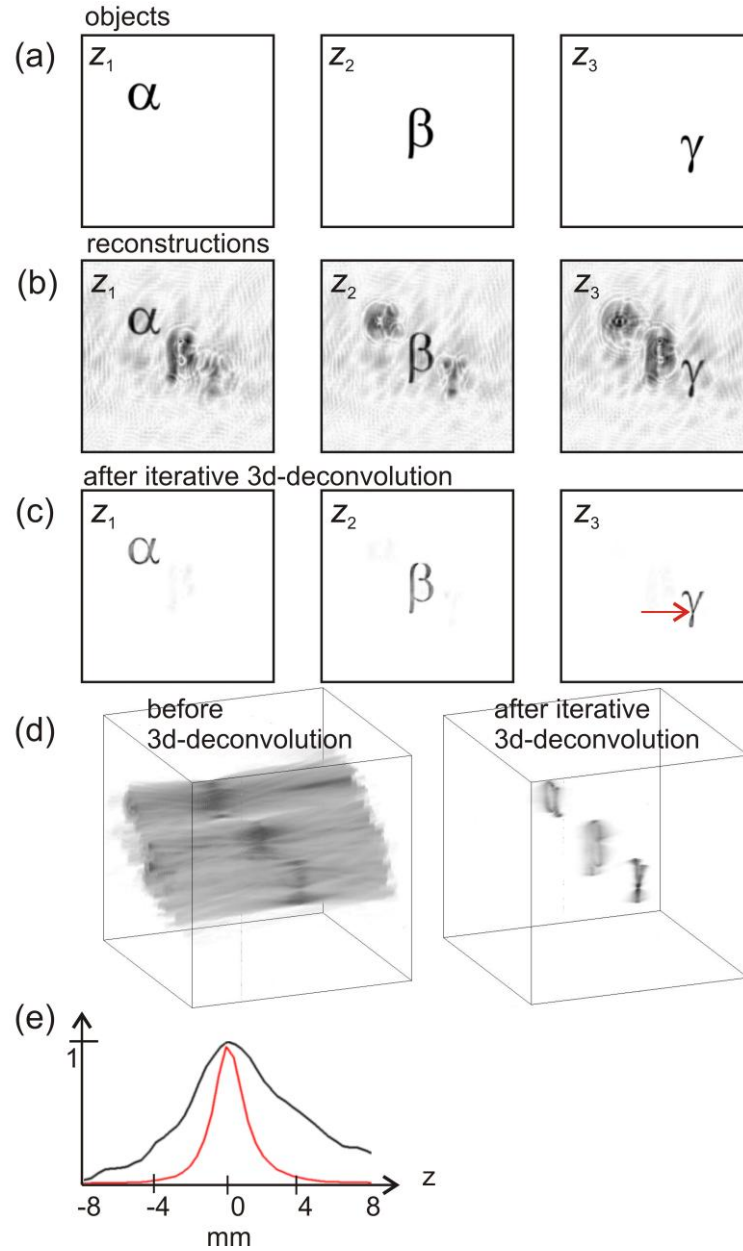 objects
(a) z1 α z2 β z3 γ
reconstructions
(b) z1 α β z2 β z3 γ
after iterative 3d-deconvolution
(c) z1 α z2 β z3 γ
(d) before 3d-deconvolution after iterative 3d-deconvolution
(e)
1
-8 -4 0 4 8 z
mm